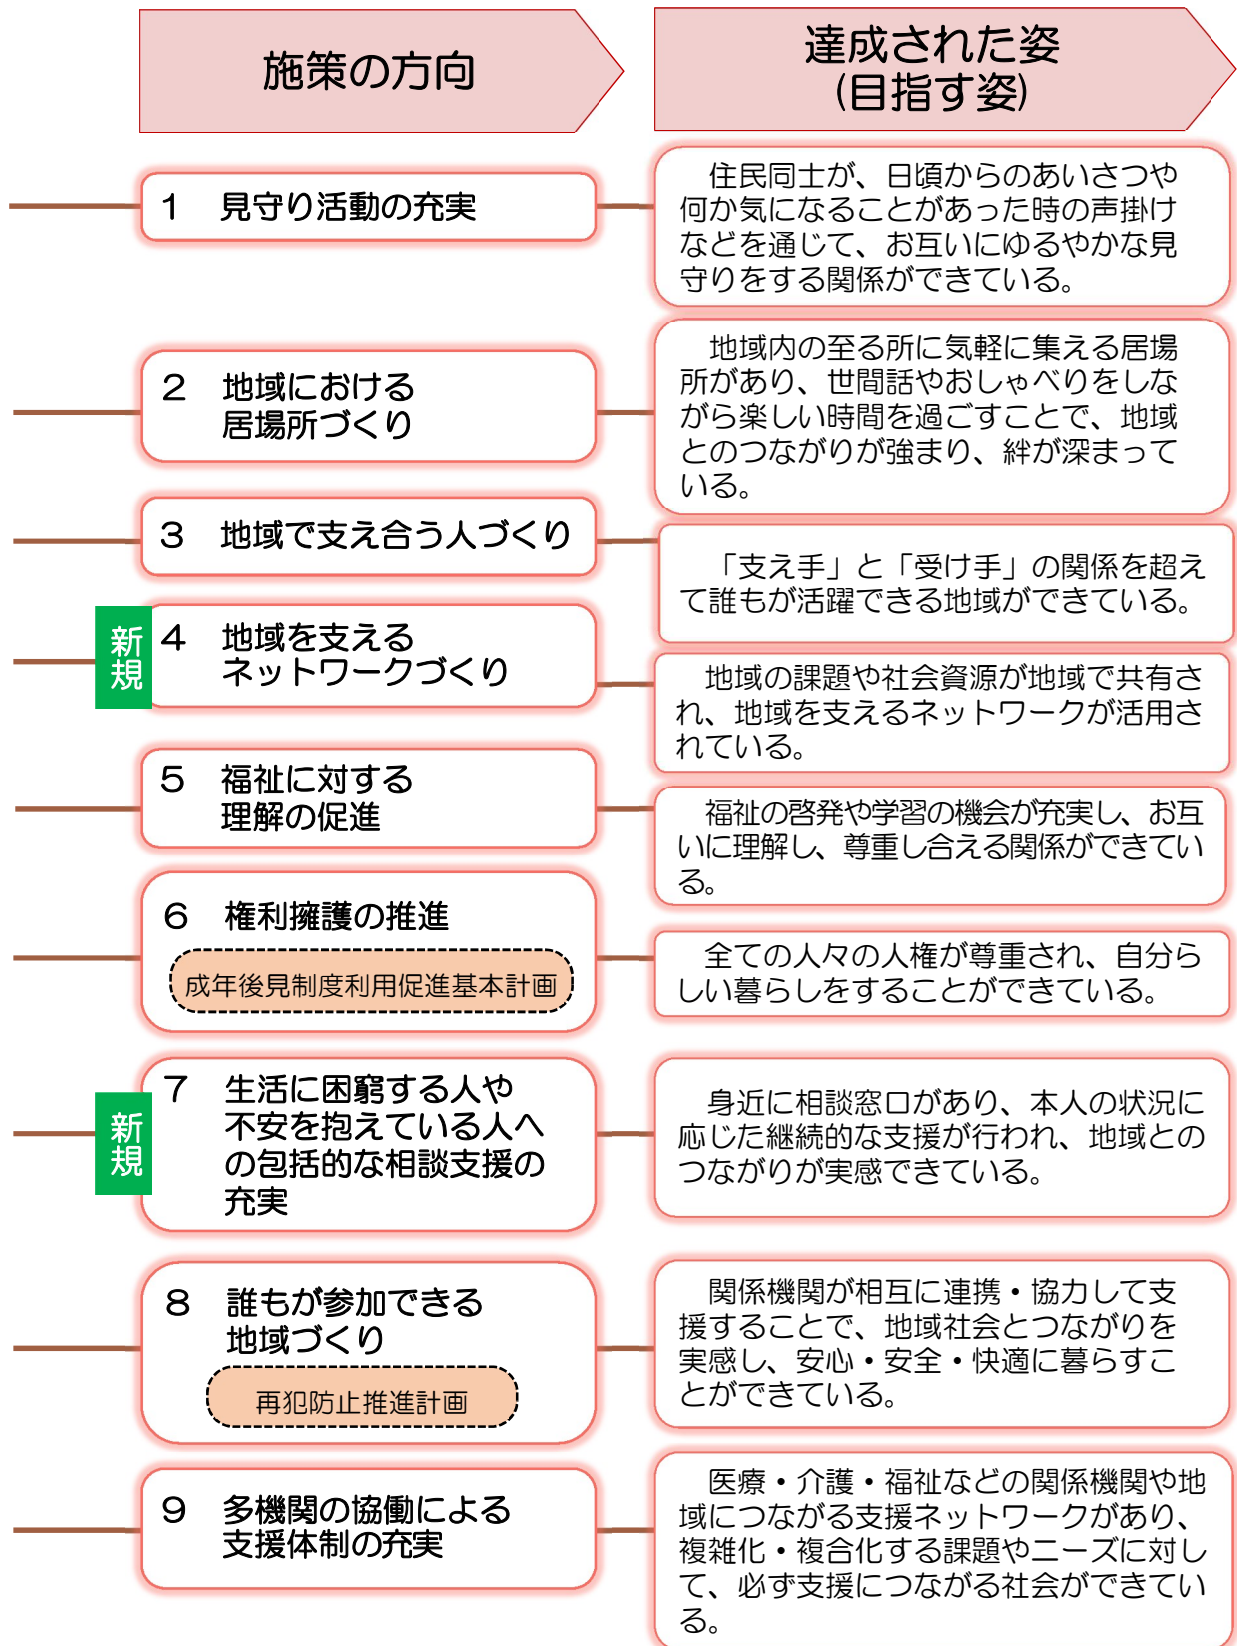 施策の方向
達成された姿
(目指す姿)
1 見守り活動の充実
住民同士が、日頃からのあいさつや
何か気になることがあった時の声掛け
などを通じて、お互いにゆるやかな見
守りをする関係ができている。
2 地域における
居場所づくり
地域内の至る所に気軽に集える居場
所があり、世間話やおしゃべりをしな
がら楽しい時間を過ごすことで、地域
とのつながりが強まり、絆が深まって
いる。
3 地域で支え合う人づくり
「支え手」と「受け手」の関係を超え
て誰もが活躍できる地域ができている。
新規
4 地域を支える
ネットワークづくり
地域の課題や社会資源が地域で共有さ
れ、地域を支えるネットワークが活用さ
れている。
5 福祉に対する
理解の促進
福祉の啓発や学習の機会が充実し、お互
いに理解し、尊重し合える関係ができてい
る。
6 権利擁護の推進
成年後見制度利用促進基本計画
全ての人々の人権が尊重され、自分ら
しい暮らしをすることができている。
新規
7 生活に困窮する人や
不安を抱えている人へ
の包括的な相談支援の
充実
身近に相談窓口があり、本人の状況に
応じた継続的な支援が行われ、地域との
つながりが実感できている。
8 誰もが参加できる
地域づくり
再犯防止推進計画
関係機関が相互に連携・協力して支
援することで、地域社会とつながりを
実感し、安心・安全・快適に暮らすこ
とができている。
9 多機関の協働による
支援体制の充実
医療・介護・福祉などの関係機関や地
域につながる支援ネットワークがあり、
複雑化・複合化する課題やニーズに対し
て、必ず支援につながる社会ができてい
る。